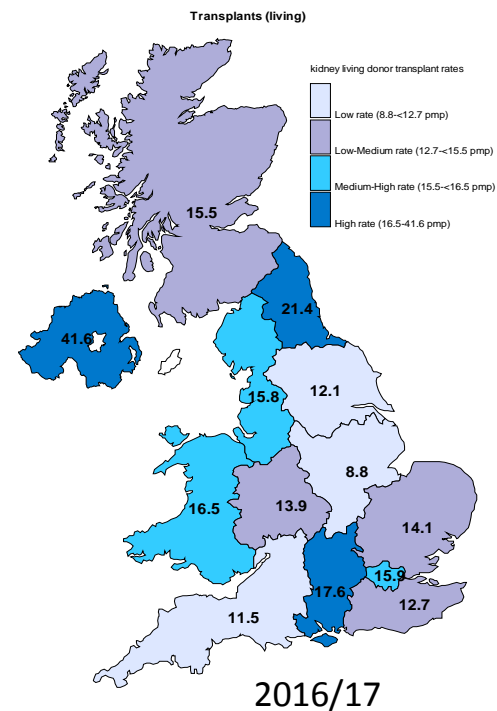 Transplants (living)
kidney living donor transplant rates
Low rate (8.8-<12.7 pmp)
Low-Medium rate (12.7-<15.5 pmp)
Medium-High rate (15.5-<16.5 pmp)
High rate (16.5-41.6 pmp)
15.5
21.4
41.6
12.1
15.8
8.8
16.5
13.9
14.1
15.9
17.6
12.7
11.5
2016/17